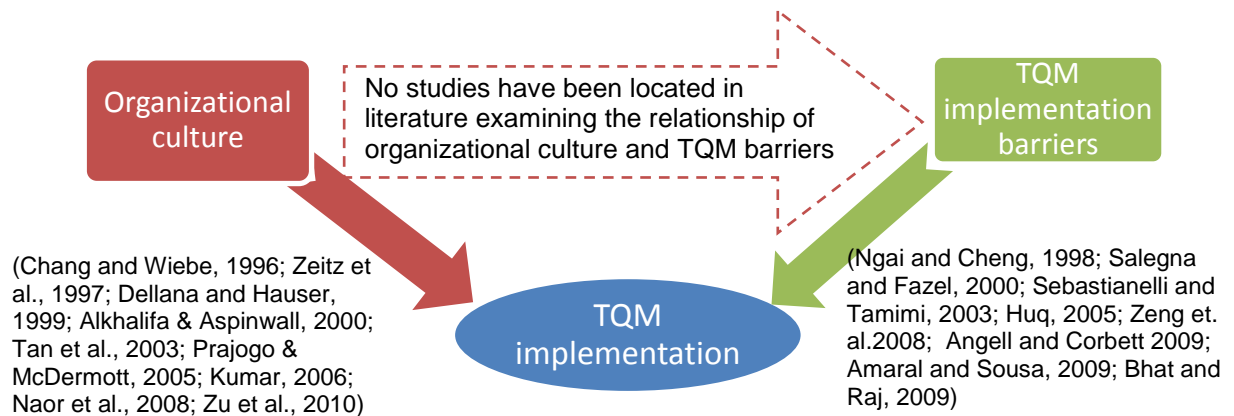 Organizational
culture
No studies have been located in
literature examining the relationship of
organizational culture and TQM barriers
TQM
implementation
barriers
(Chang and Wiebe, 1996; Zeitz et
al., 1997; Dellana and Hauser,
1999; Alkhalifa & Aspinwall, 2000;
Tan et al., 2003; Prajogo &
McDermott, 2005; Kumar, 2006;
Naor et al., 2008; Zu et al., 2010)
TQM
implementation
(Ngai and Cheng, 1998; Salegna
and Fazel, 2000; Sebastianelli and
Tamimi, 2003; Huq, 2005; Zeng et.
al.2008;  Angell and Corbett 2009;
Amaral and Sousa, 2009; Bhat and
Raj, 2009)